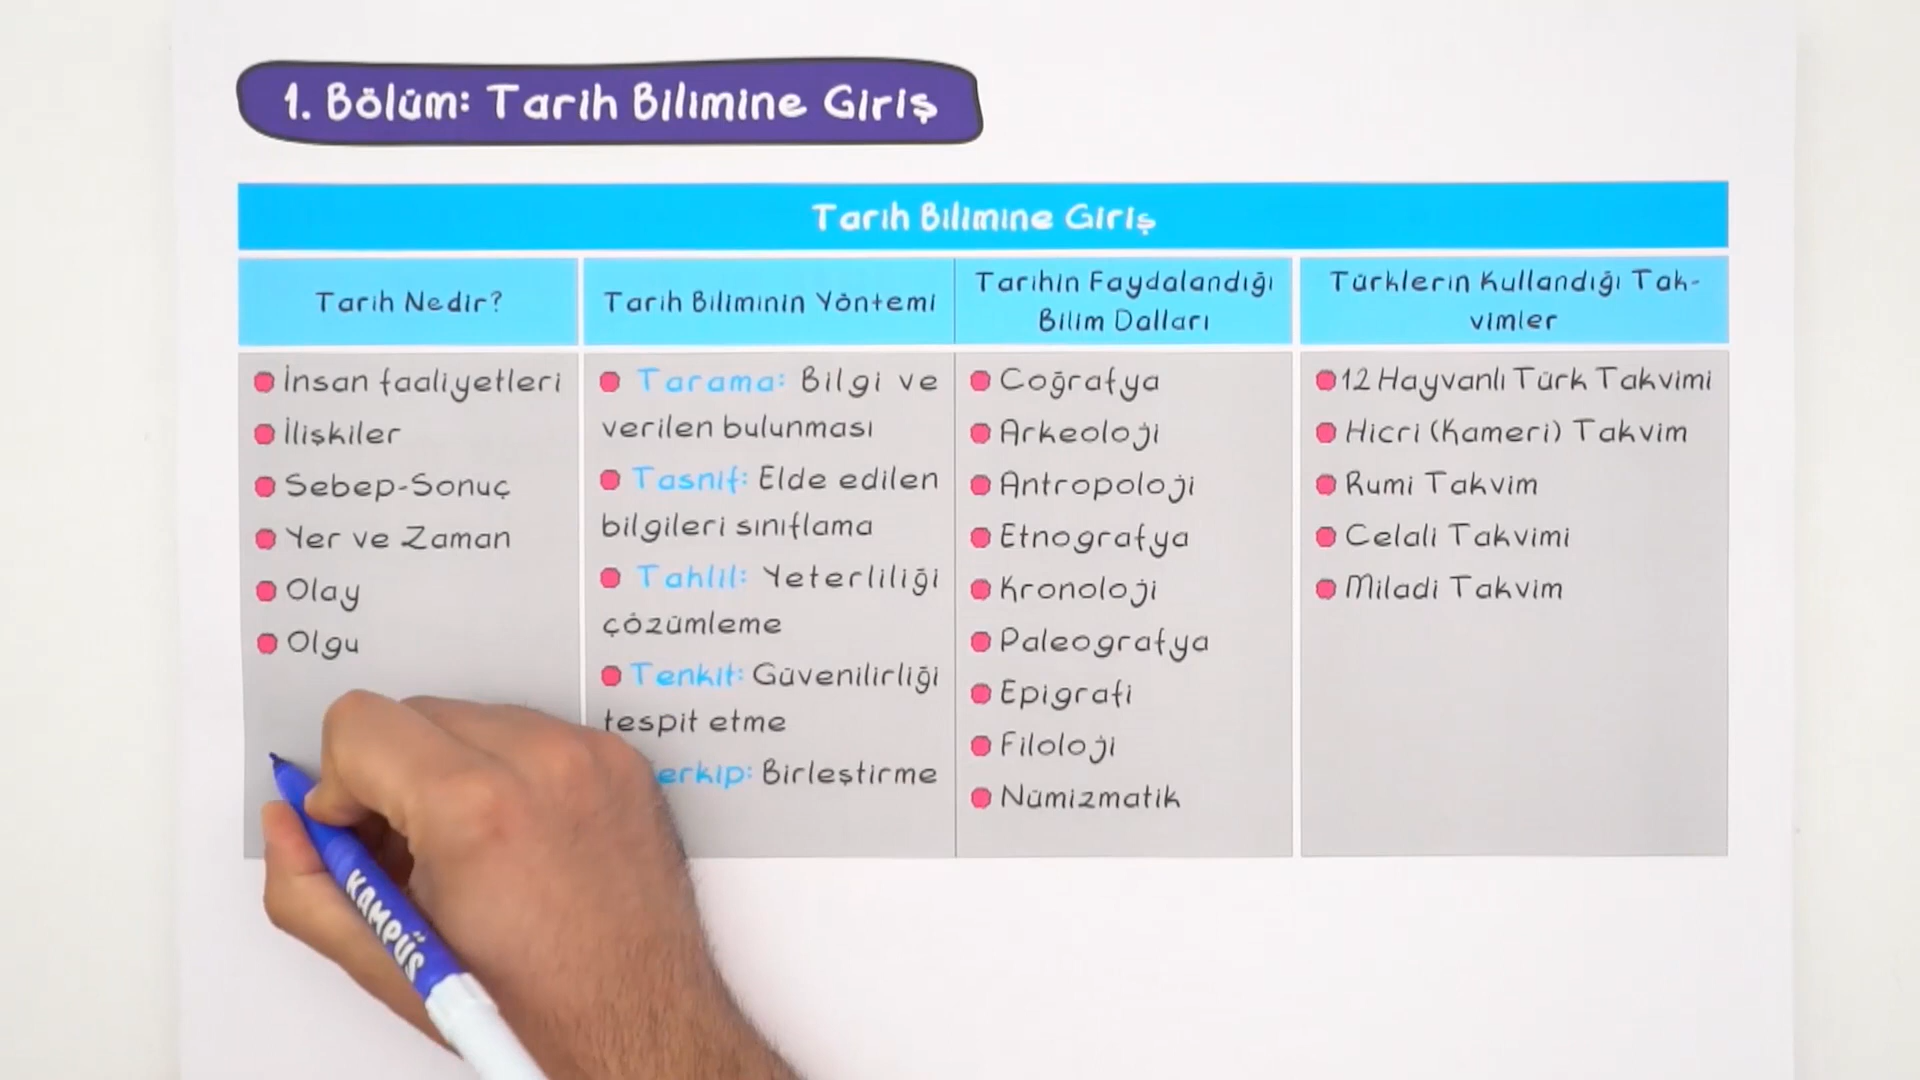 1. Bölüm: Tarih Bilimine Giriş
Tarih Bilimine Giriş
Tarih Nedir?
İnsan faaliyetleri
İlişkiler
Sebep-Sonuç
Yer ve Zaman
Olay
Olgu
Tarih Biliminin Yöntemi
Tarama: Bilgi ve
verilen bulunması
Tasnif: Elde edilen
bilgileri sınıflama
Tahlil: Yeterliliği
çözümleme
Tenkit: Güvenilirliği
tespit etme
erkip: Birleştirme
Tarihin Faydalandığı
Bilim Dalları
Coğrafya
Arkeoloji
Antropoloji
Etnografya
Kronoloji
Paleografya
Epigrafi
Filoloji
Nümizmatik
Türklerin Kullandığı Tak-
vimler
12 Hayvanlı Türk Takvimi
Hicri (Kameri) Takvim
Rumi Takvim
Celali Takvimi
Miladi Takvim
KAMPÜS